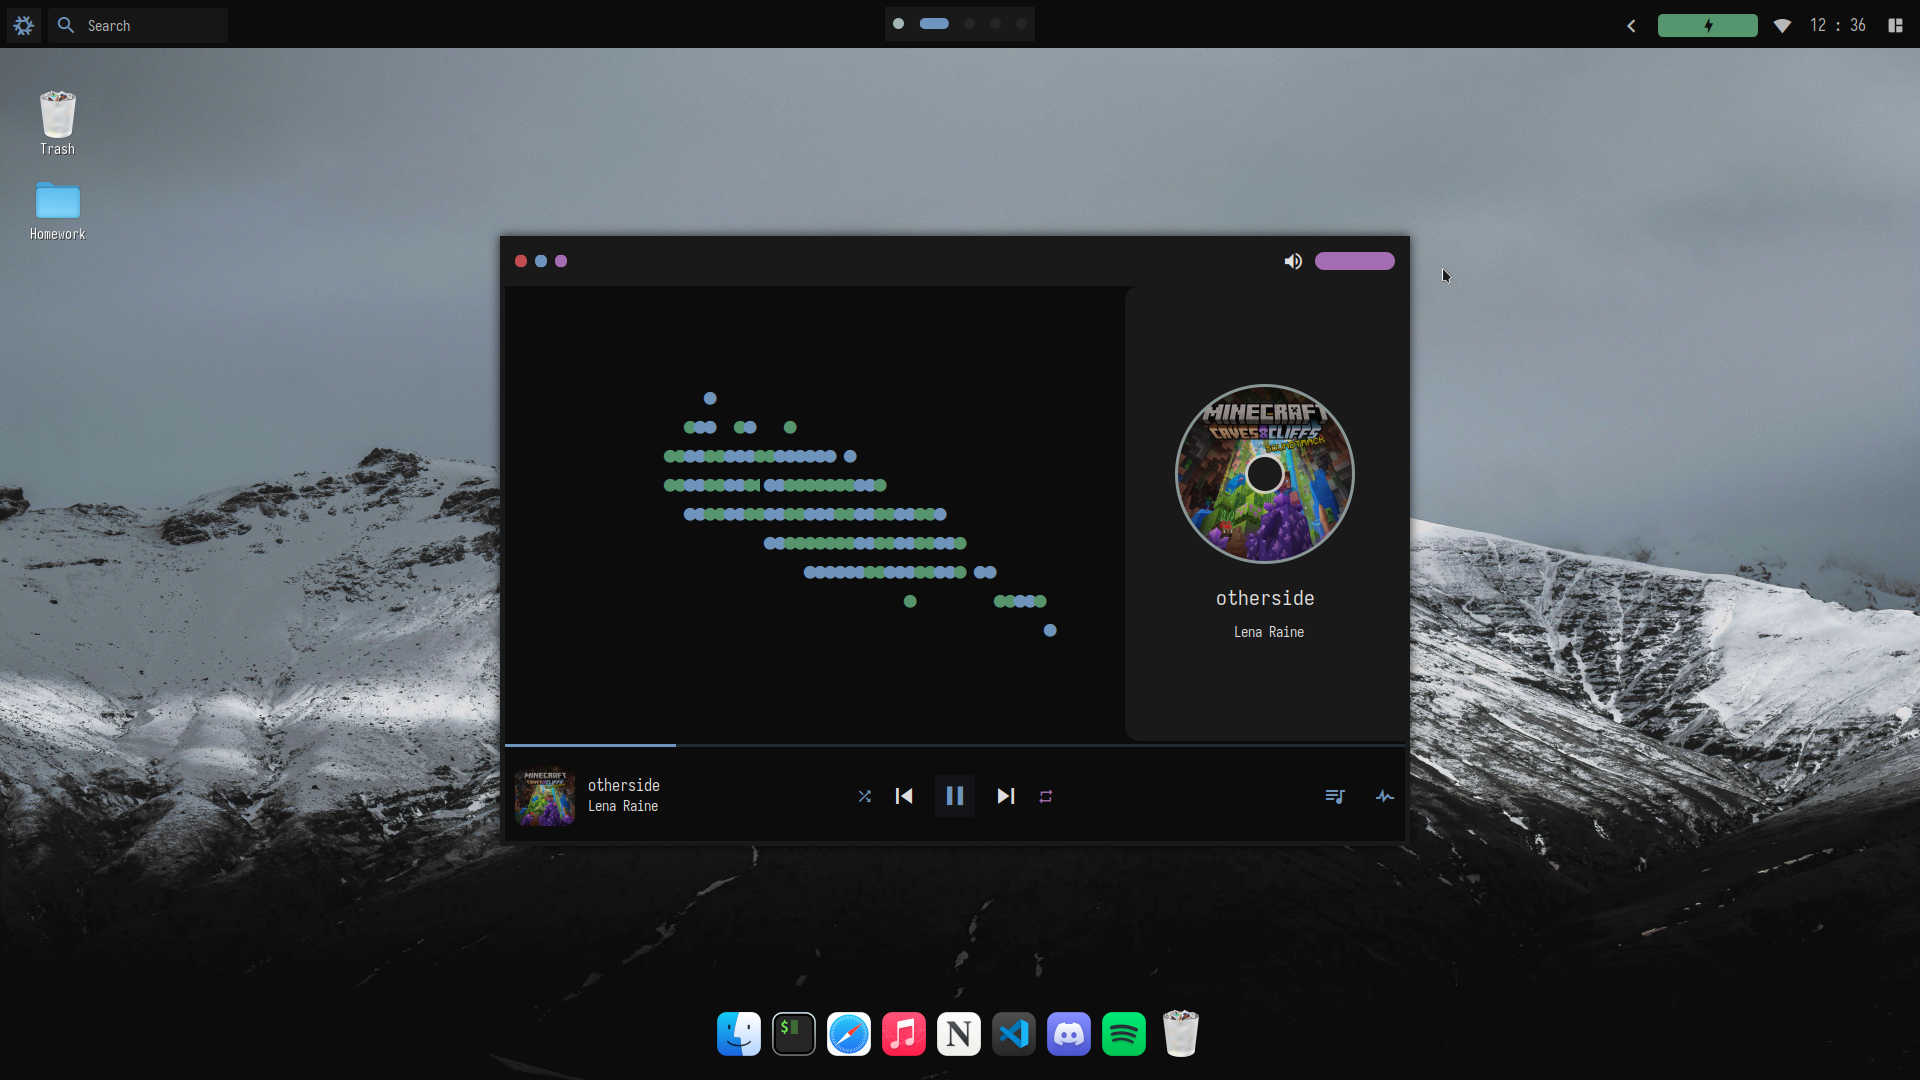 Search
12 : 36
Trash
Homework
MINECRAFT
CAVES & CLIFFS
SOUNDTRACK
otherside
Lena Raine
MINECRAFT
CAVES & CLIFFS
otherside
Lena Raine
$
N